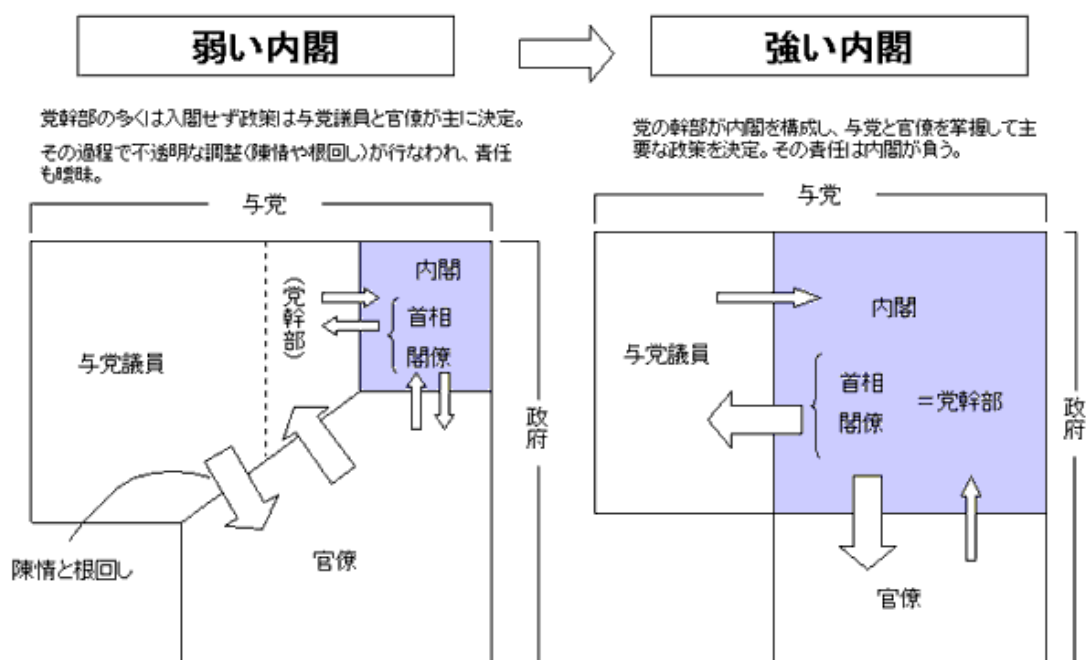 弱い内閣
強い内閣
党幹部の多くは入閣せず政策は与党議員と官僚が主に決定。
その過程で不透明な調整(陳情や根回し)が行なわれ、責任
も曖昧。
党の幹部が内閣を構成し、与党と官僚を掌握して主
要な政策を決定。その責任は内閣が負う。
与党
内閣
首相
閣僚
(党幹部)
与党議員
政府
陳情と根回し
官僚
与党
内閣
与党議員
首相
閣僚
=党幹部
政府
官僚